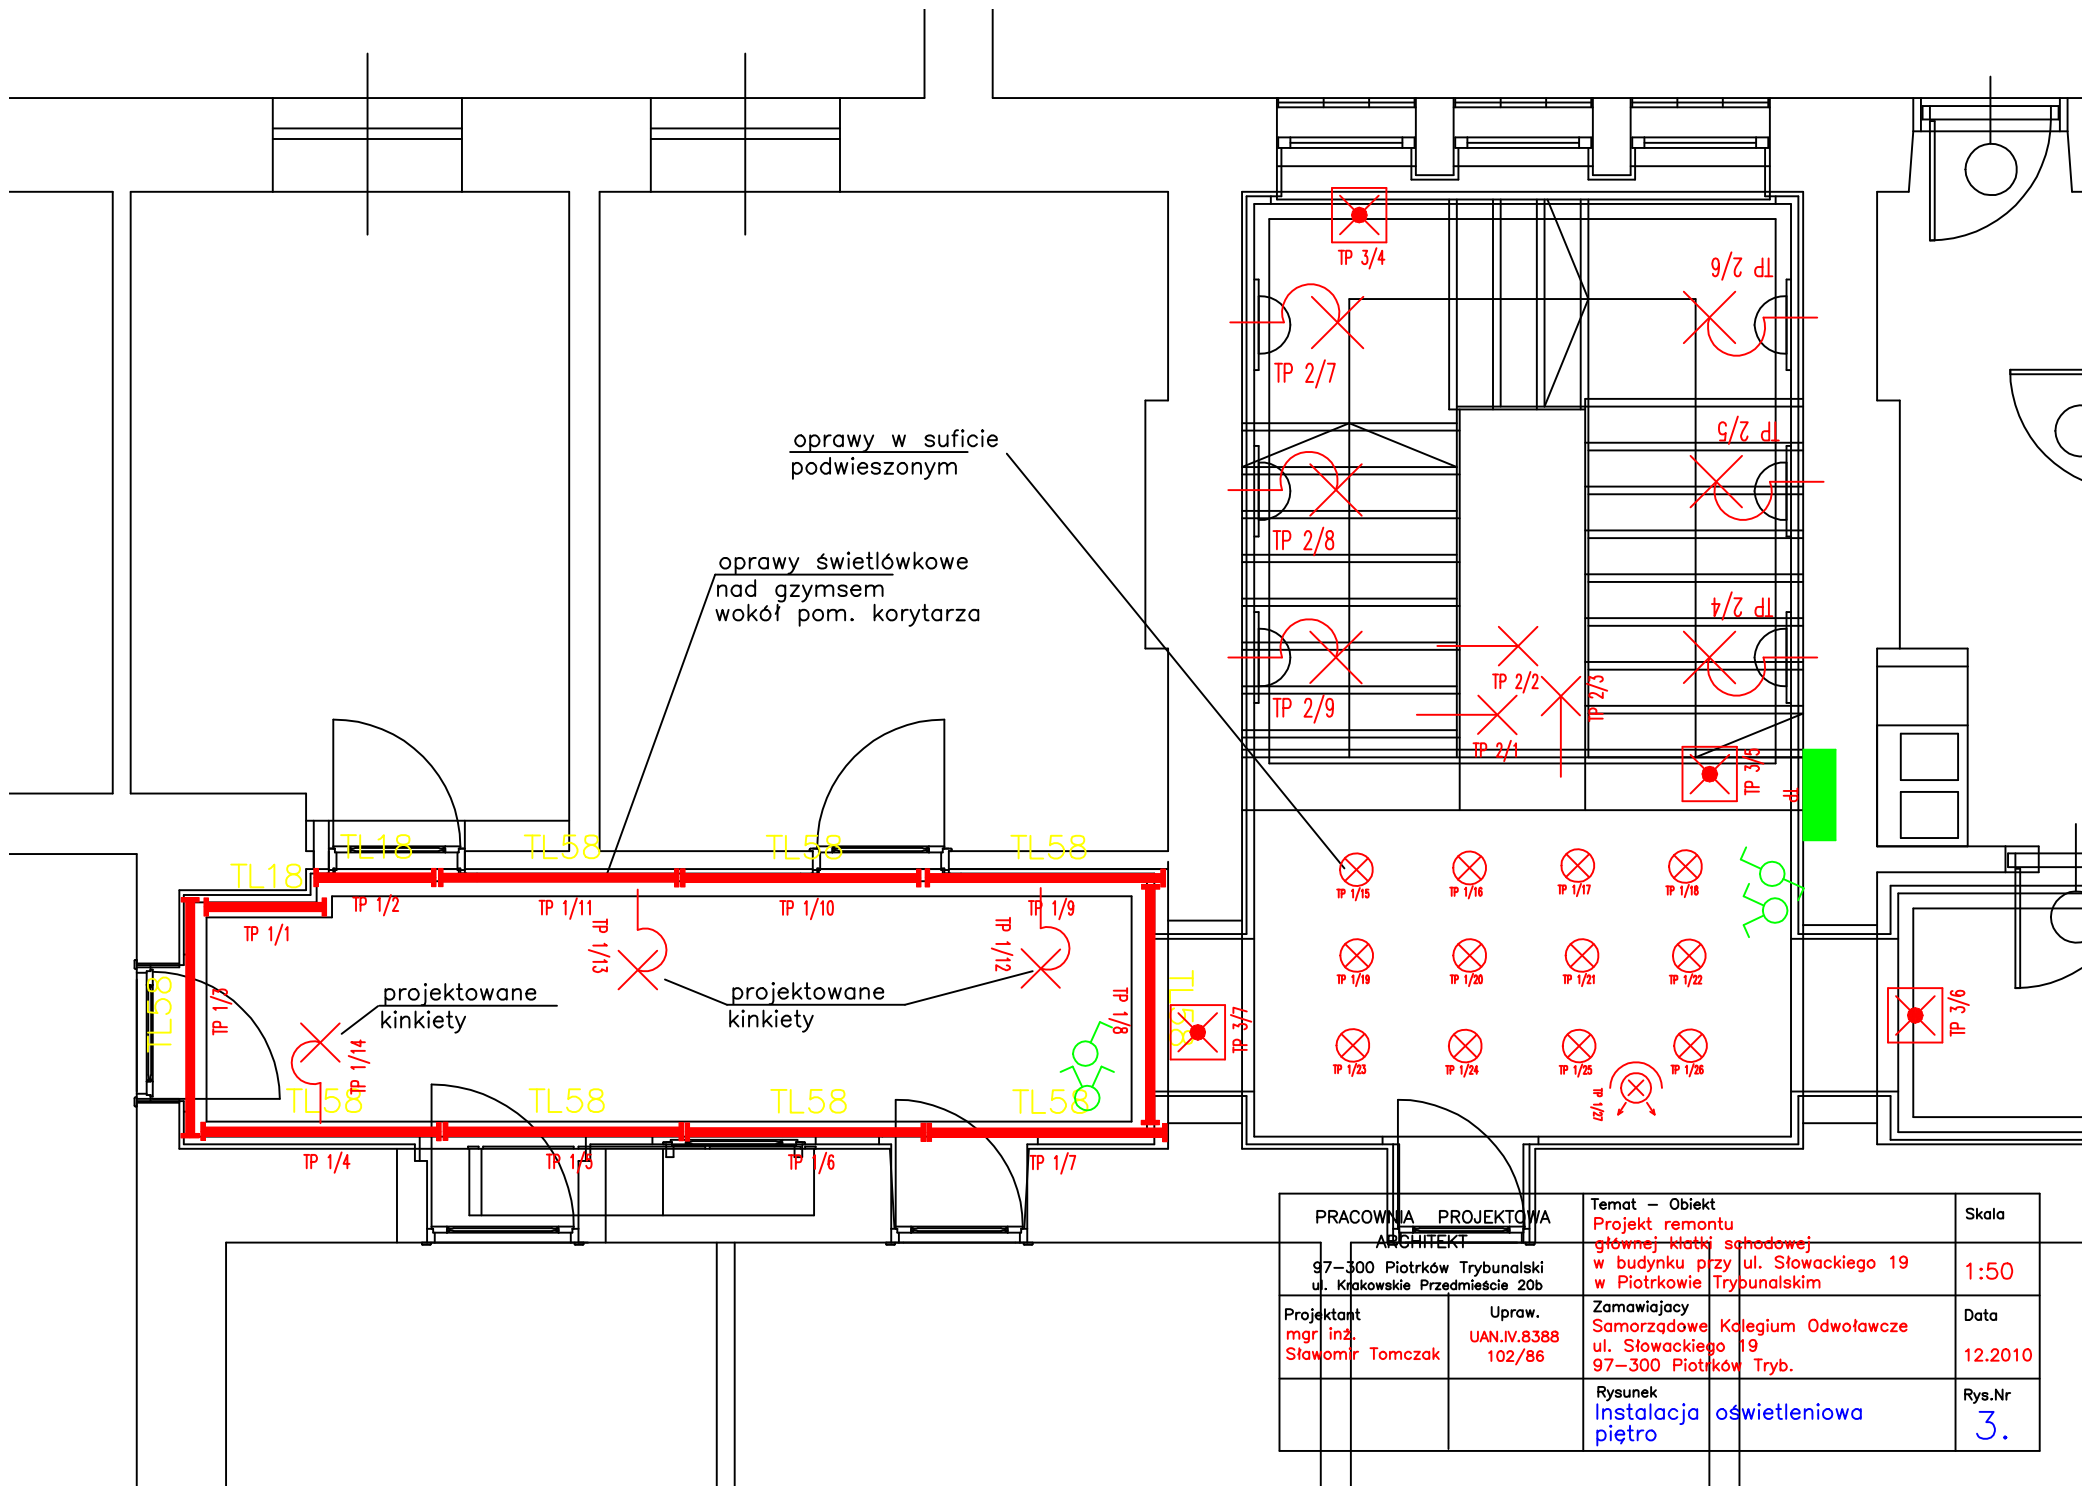 TP 3/4
TP 2/6
TP 2/7
TP 2/5
oprawy w suficie
podwieszonym
TP 2/8
oprawy świetlówkowe
nad gzymsem
wokół pom. korytarza
TP 2/4
TP 2/2
TP 2/3
TP 2/9
TP 2/1
TP 3/5
TP
TL18
TL58
TL58
TL58
TL18
TP 1/2
TP 1/11
TP 1/10
TP 1/9
TP 1/1
TP 1/13
TP 1/12
TP 1/15
TP 1/16
TP 1/17
TP 1/18
TP 1/19
TP 1/20
TP 1/21
TP 1/22
TL58
TP 1/3
projektowane
kinkiety
projektowane
kinkiety
TP 1/8
TL58
TP 3/7
TP 3/6
TP 1/14
TP 1/23
TP 1/24
TP 1/25
TP 1/26
TP 1/27
TL58
TL58
TL58
TL58
TP 1/4
TP 1/5
TP 1/6
TP 1/7
PRACOWNIA PROJEKTOWA
ARCHITEKT
97-300 Piotrków Trybunalski
ul. Krakowskie Przedmieście 20b
Temat – Obiekt
Projekt remontu
głównej klatki schodowej
w budynku przy ul. Słowackiego 19
w Piotrkowie Trybunalskim
Skala
1:50
Projektant
mgr inż.
Sławomir Tomczak
Upraw.
UAN.IV.8388
102/86
Zamawiajacy
Samorządowe Kolegium Odwoławcze
ul. Słowackiego 19
97-300 Piotrków Tryb.
Data
12.2010
Rysunek
Instalacja oświetleniowa
piętro
Rys.Nr
3.